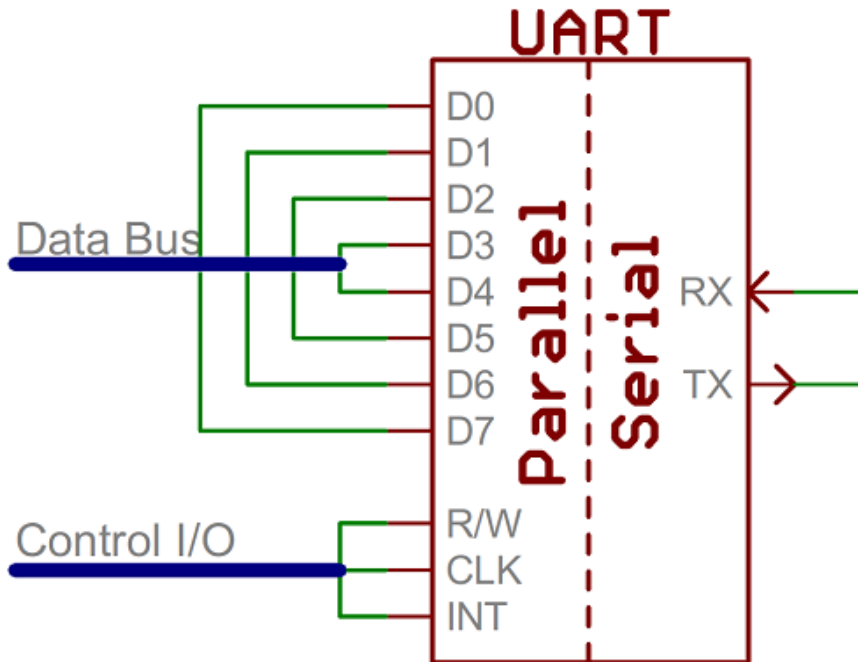 UART
D0
D1
D2
D3
D4
D5
D6
D7
Data Bus
Parallel
Serial
RX
TX
Control I/O
R/W
CLK
INT